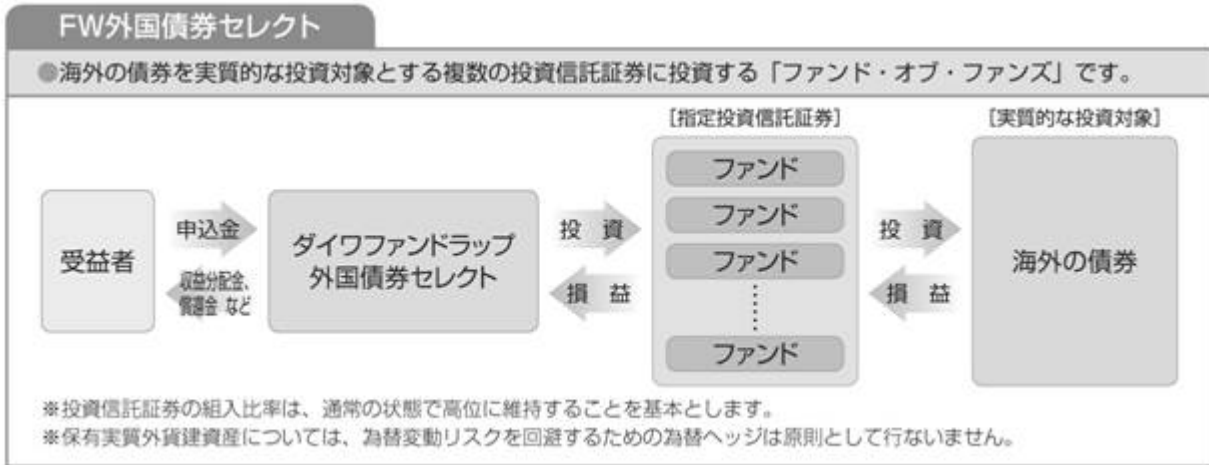 FW外国債券セレクト
●海外の債券を実質的な投資対象とする複数の投資信託証券に投資する「ファンド・オブ・ファンズ」です。
[指定投資信託証券]
[実質的な投資対象]
受益者
申込金
収益分配金、
償還金 など
ダイワファンドラップ
外国債券セレクト
投 資
損 益
ファンド
ファンド
ファンド
ファンド
投 資
損 益
海外の債券
※投資信託証券の組入比率は、通常の状態で高位に維持することを基本とします。
※保有実質外貨建資産については、為替変動リスクを回避するための為替ヘッジは原則として行ないません。